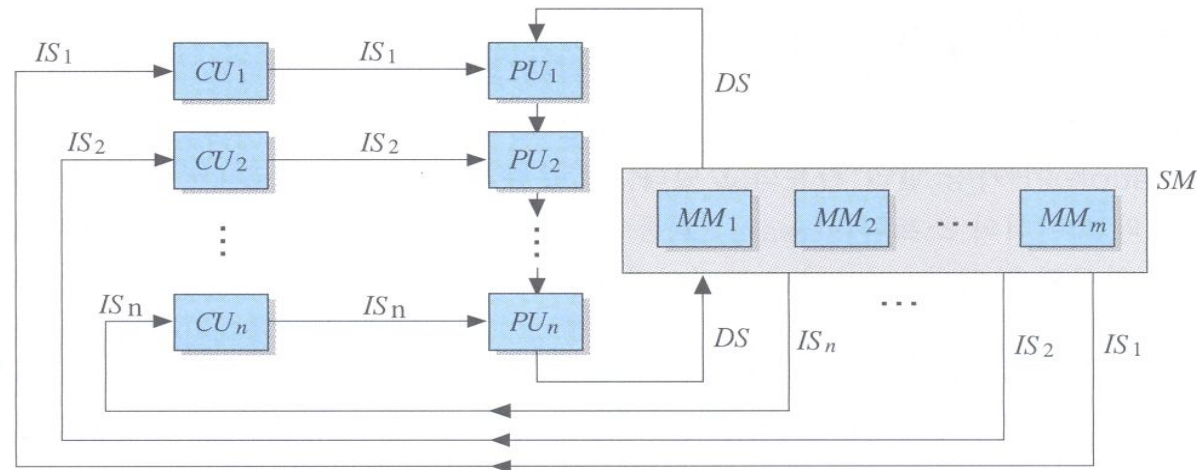 IS₁ CU₁ IS₁ PU₁ DS
IS₂ CU₂ IS₂ PU₂ SM
MM₁ MM₂ ... MMₘ
⋮ ⋮
ISn CUₙ ISn PUₙ ...
DS ISₙ IS₂ IS₁